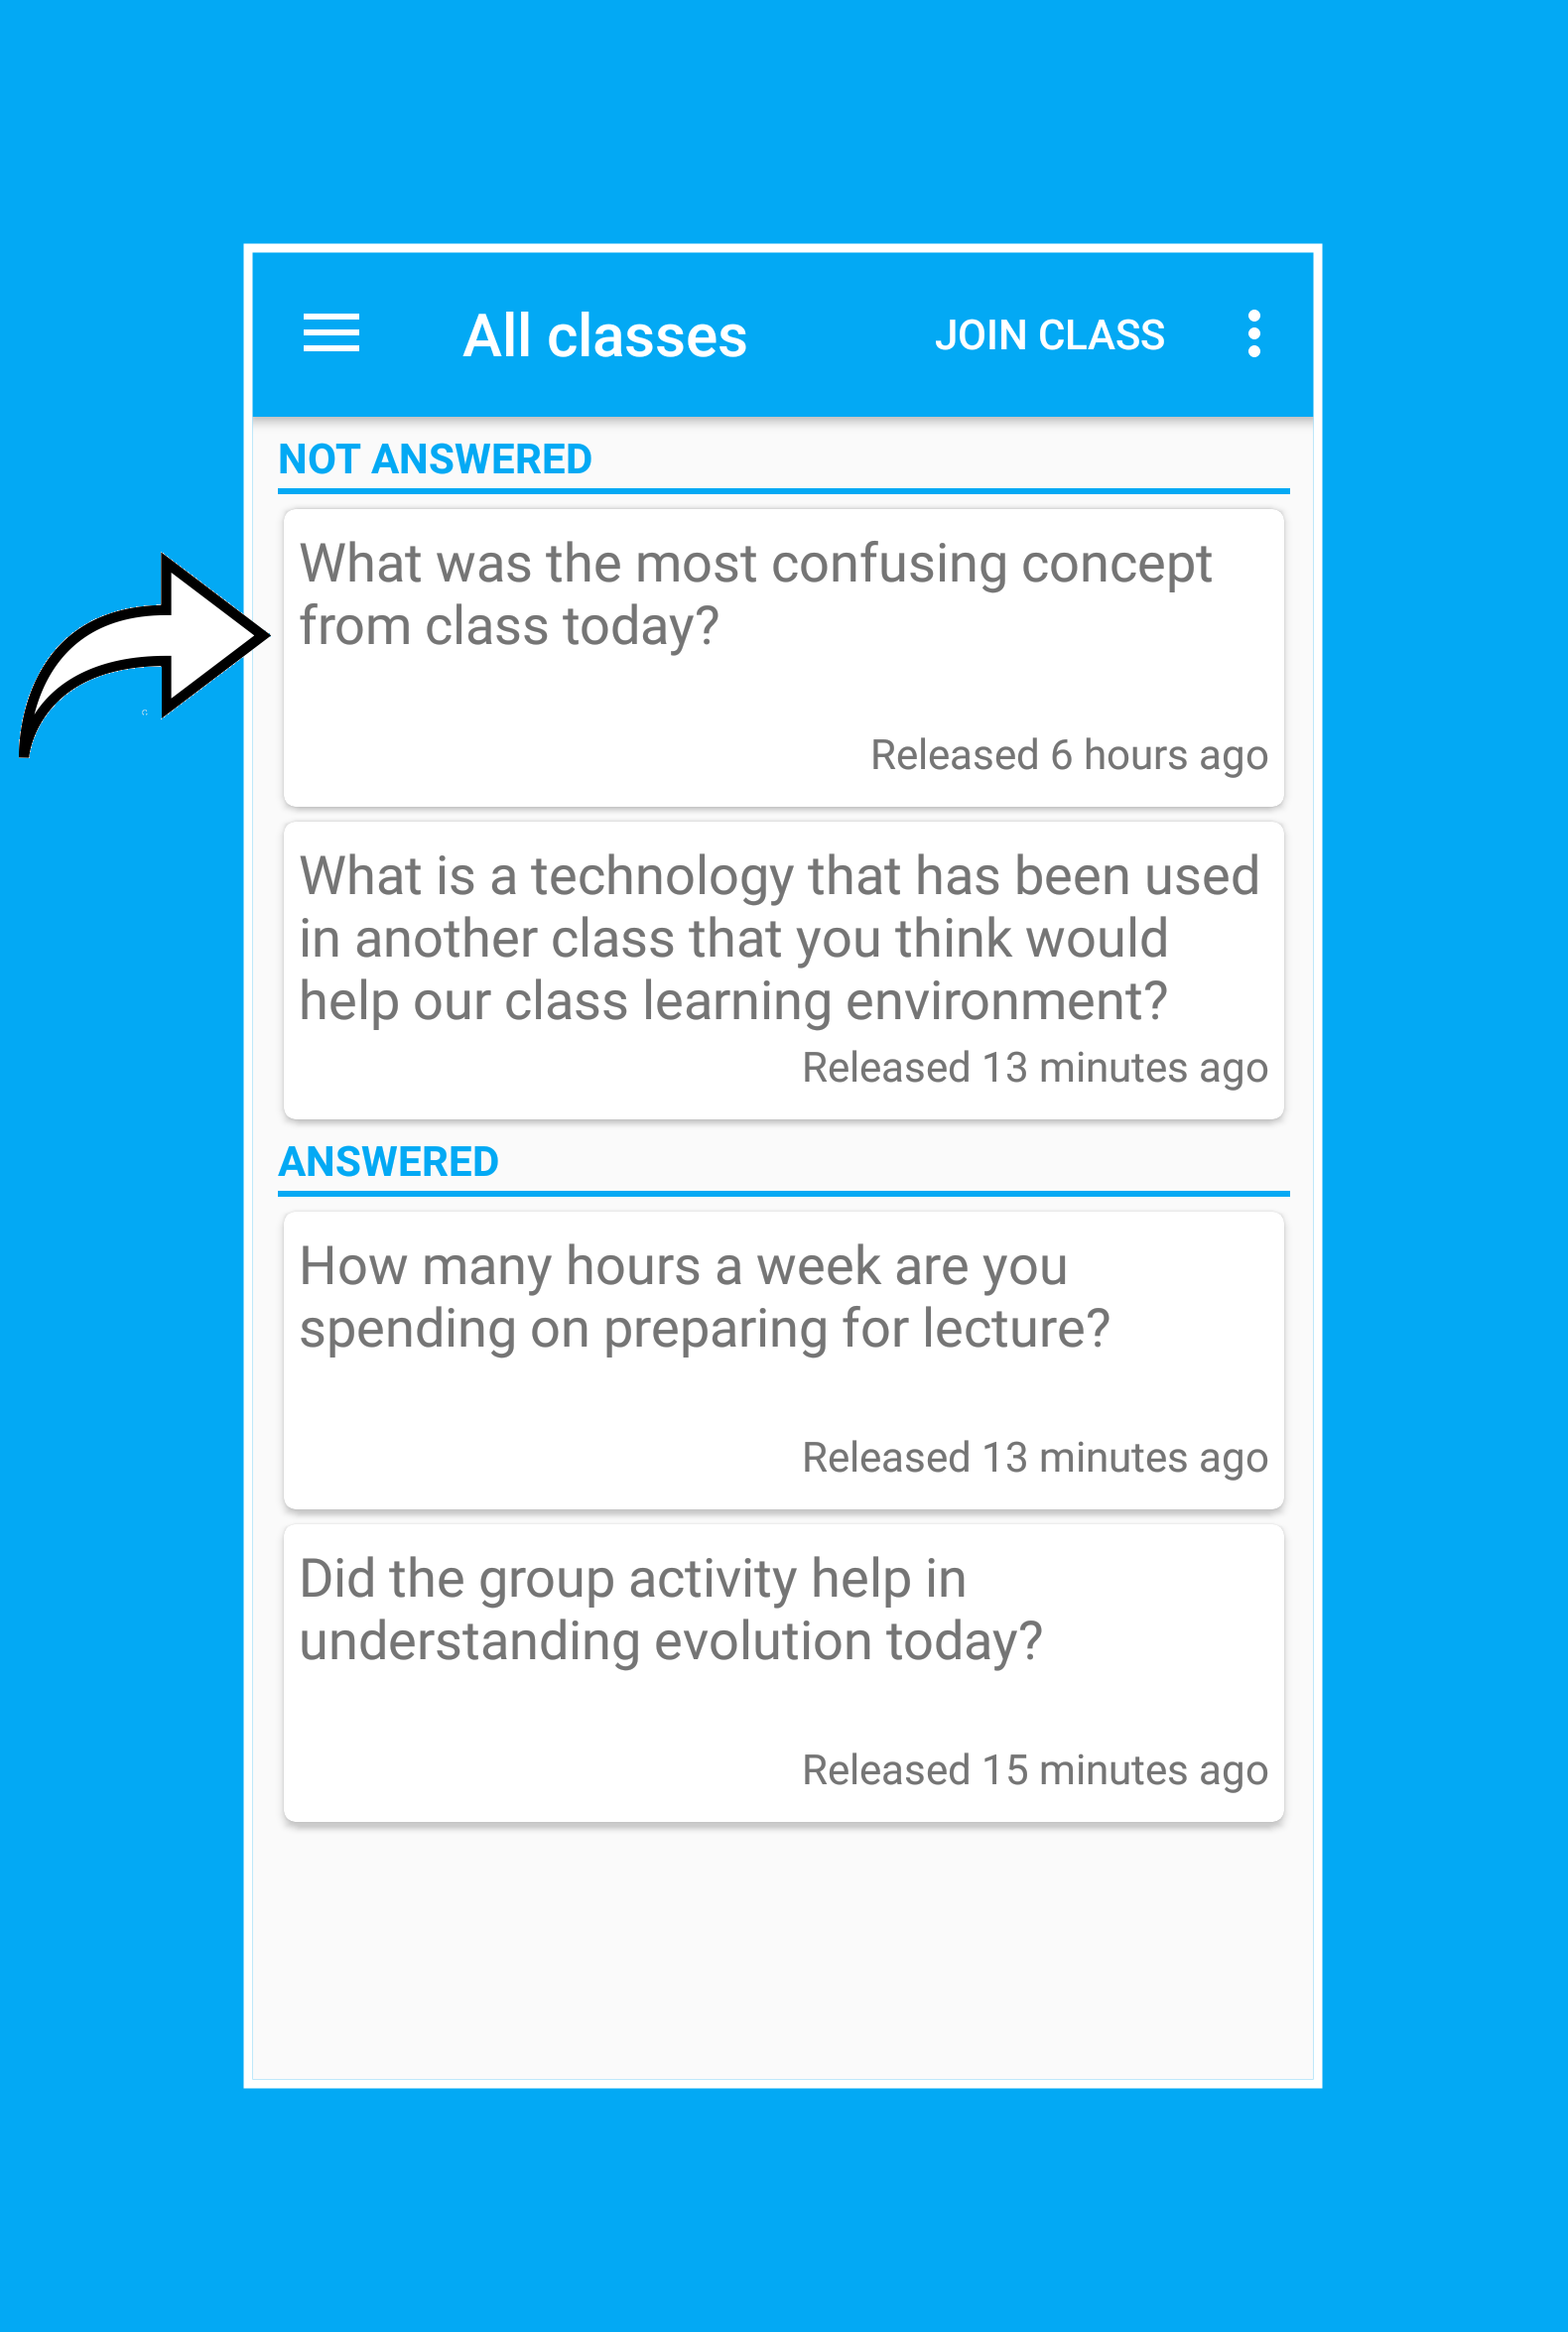 All classes
JOIN CLASS
NOT ANSWERED
What was the most confusing concept
from class today?
Released 6 hours ago
What is a technology that has been used
in another class that you think would
help our class learning environment?
Released 13 minutes ago
ANSWERED
How many hours a week are you
spending on preparing for lecture?
Released 13 minutes ago
Did the group activity help in
understanding evolution today?
Released 15 minutes ago